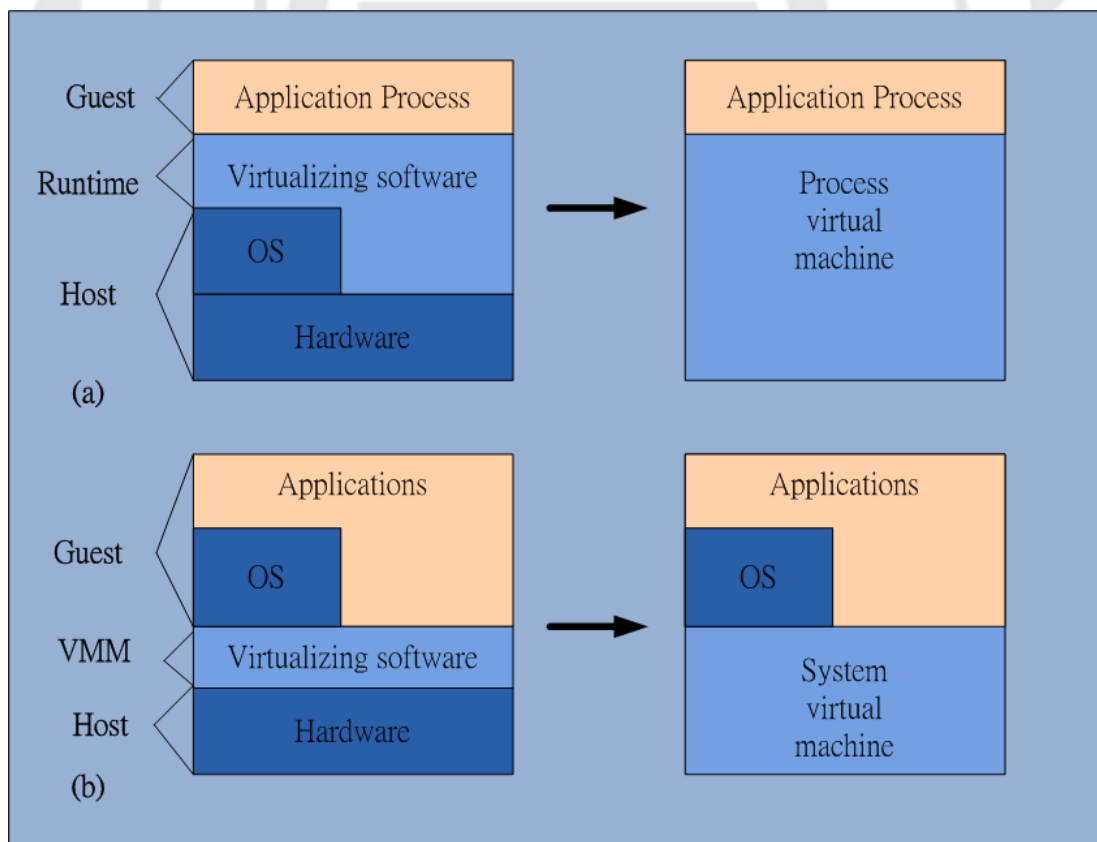 Guest
Application Process
Application Process
Runtime
Virtualizing software
Process
virtual
machine
OS
Host
Hardware
(a)
Applications
Applications
Guest
OS
OS
VMM
Virtualizing software
System
virtual
machine
Host
Hardware
(b)